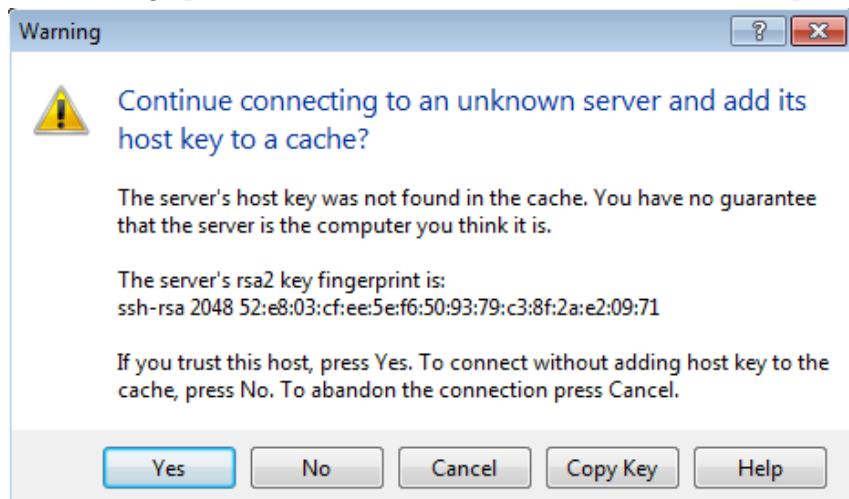 Warning
?
Continue connecting to an unknown server and add its
host key to a cache?
The server's host key was not found in the cache. You have no guarantee
that the server is the computer you think it is.
The server's rsa2 key fingerprint is:
ssh-rsa 2048 52:e8:03:cf:ee:5e:f6:50:93:79:c3:8f:2a:e2:09:71
If you trust this host, press Yes. To connect without adding host key to the
cache, press No. To abandon the connection press Cancel.
Yes No Cancel Copy Key Help